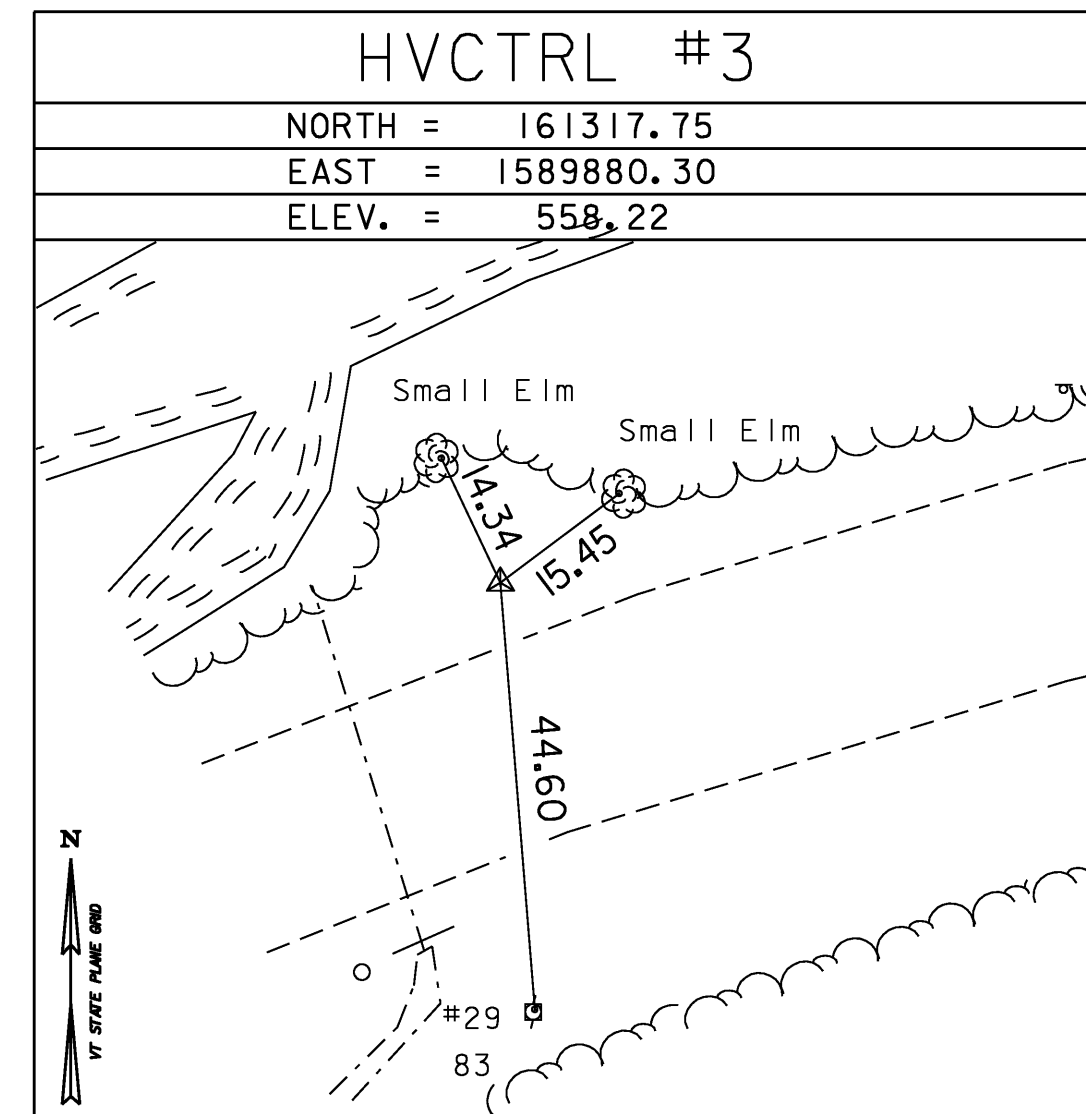 HVCTRL #3
NORTH = 161317.75
EAST = 1589880.30
ELEV. = 558.22
Small Elm
Small Elm
14.34
15.45
44.60
N
VT STATE PLANE GRID
#29
83